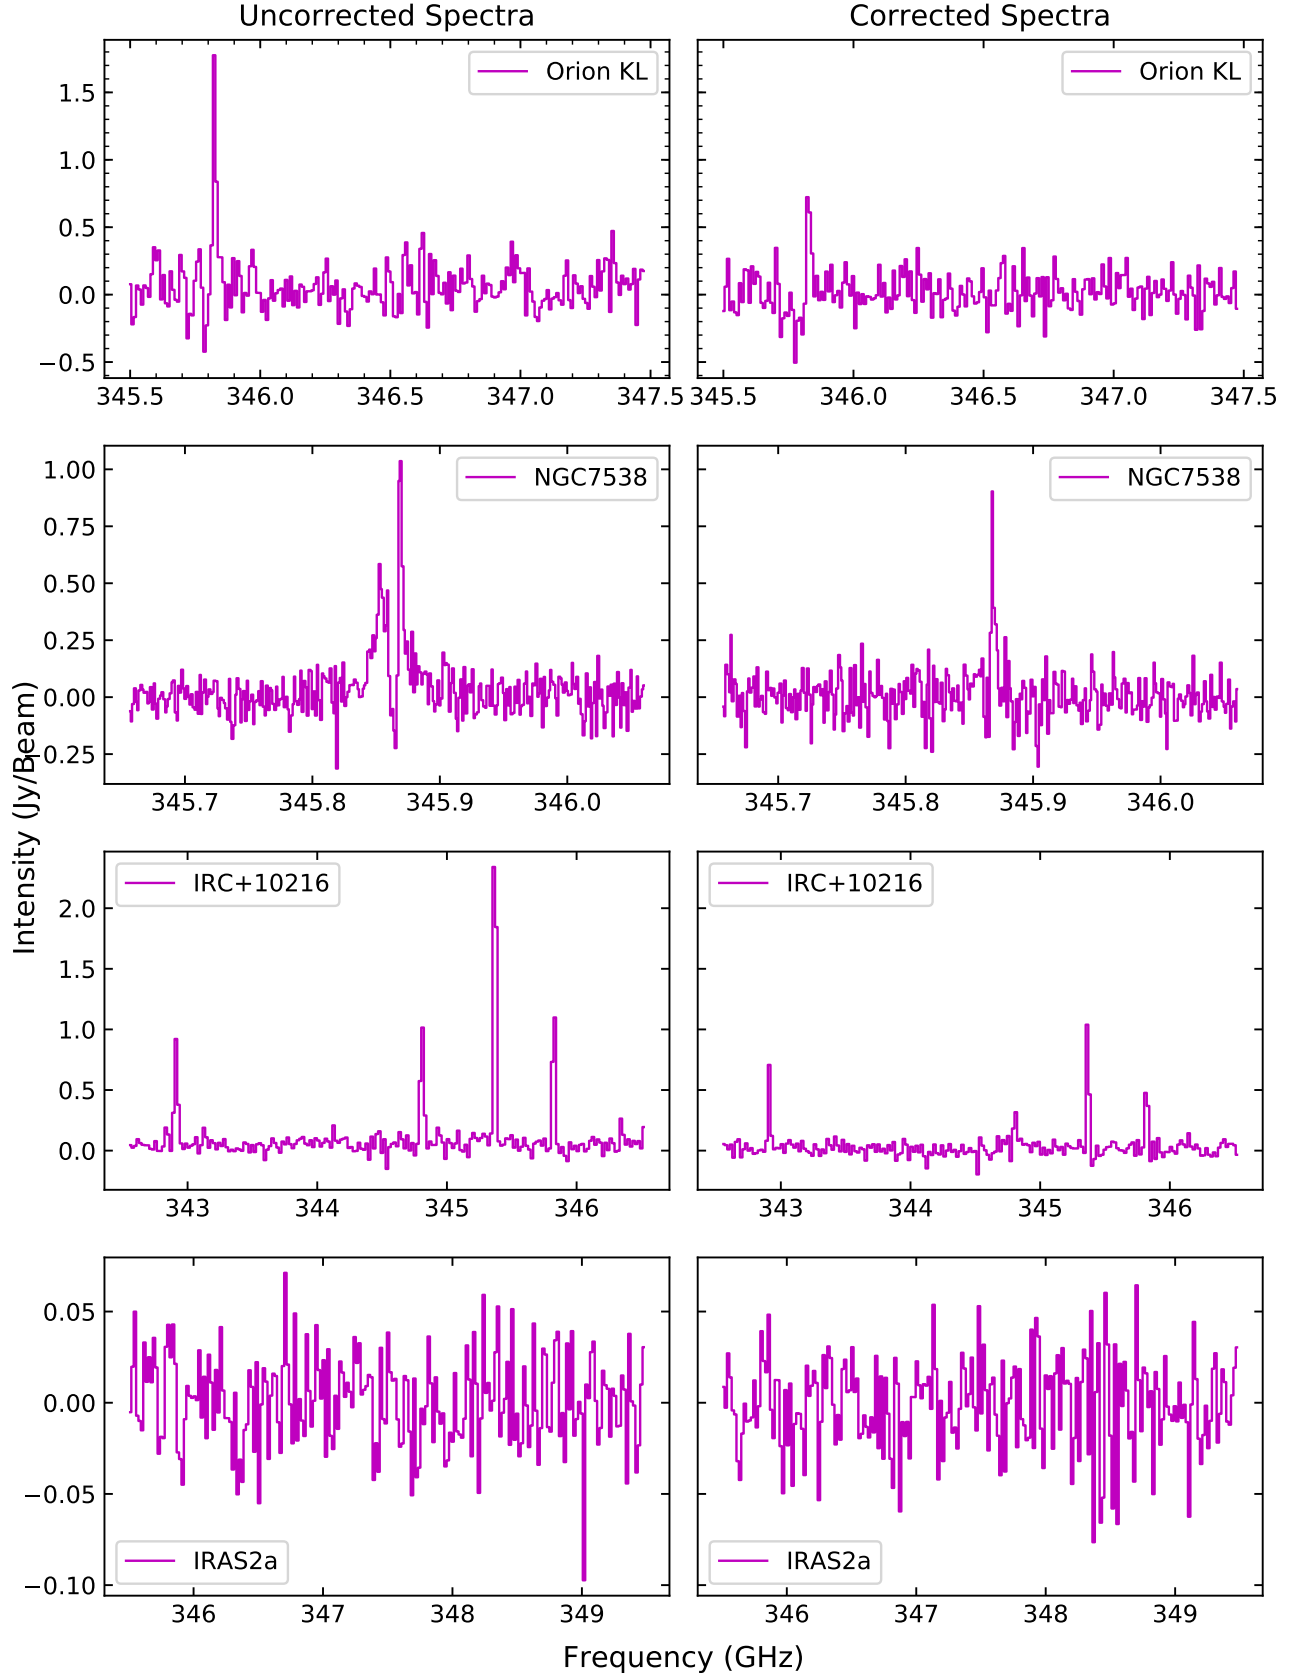 Uncorrected Spectra Corrected Spectra
Orion KL Orion KL
1.5
1.0
0.5
0.0
−0.5
345.5 346.0 346.5 347.0 347.5 345.5 346.0 346.5 347.0 347.5
NGC7538 NGC7538
1.00
0.75
0.50
0.25
0.00
−0.25
345.7 345.8 345.9 346.0 345.7 345.8 345.9 346.0
Intensity (Jy/Beam)
IRC+10216 IRC+10216
2.0
1.5
1.0
0.5
0.0
343 344 345 346 343 344 345 346
0.05
0.00
−0.05
−0.10
IRAS2a IRAS2a
346 347 348 349 346 347 348 349
Frequency (GHz)